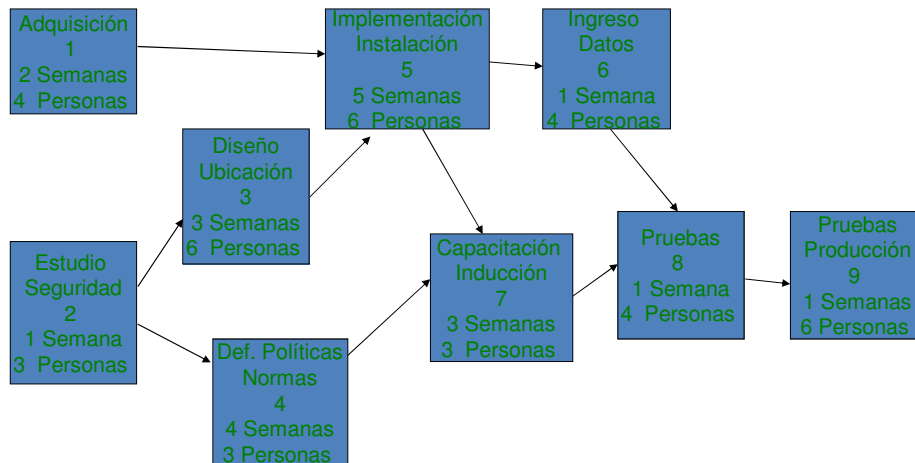 Adquisición
1
2 Semanas
4 Personas
Implementación
Instalación
5
5 Semanas
6 Personas
Ingreso
Datos
6
1 Semana
4 Personas
Diseño
Ubicación
3
3 Semanas
6 Personas
Estudio
Seguridad
2
1 Semana
3 Personas
Def. Políticas
Normas
4
4 Semanas
3 Personas
Capacitación
Inducción
7
3 Semanas
3 Personas
Pruebas
8
1 Semana
4 Personas
Pruebas
Producción
9
1 Semanas
6 Personas